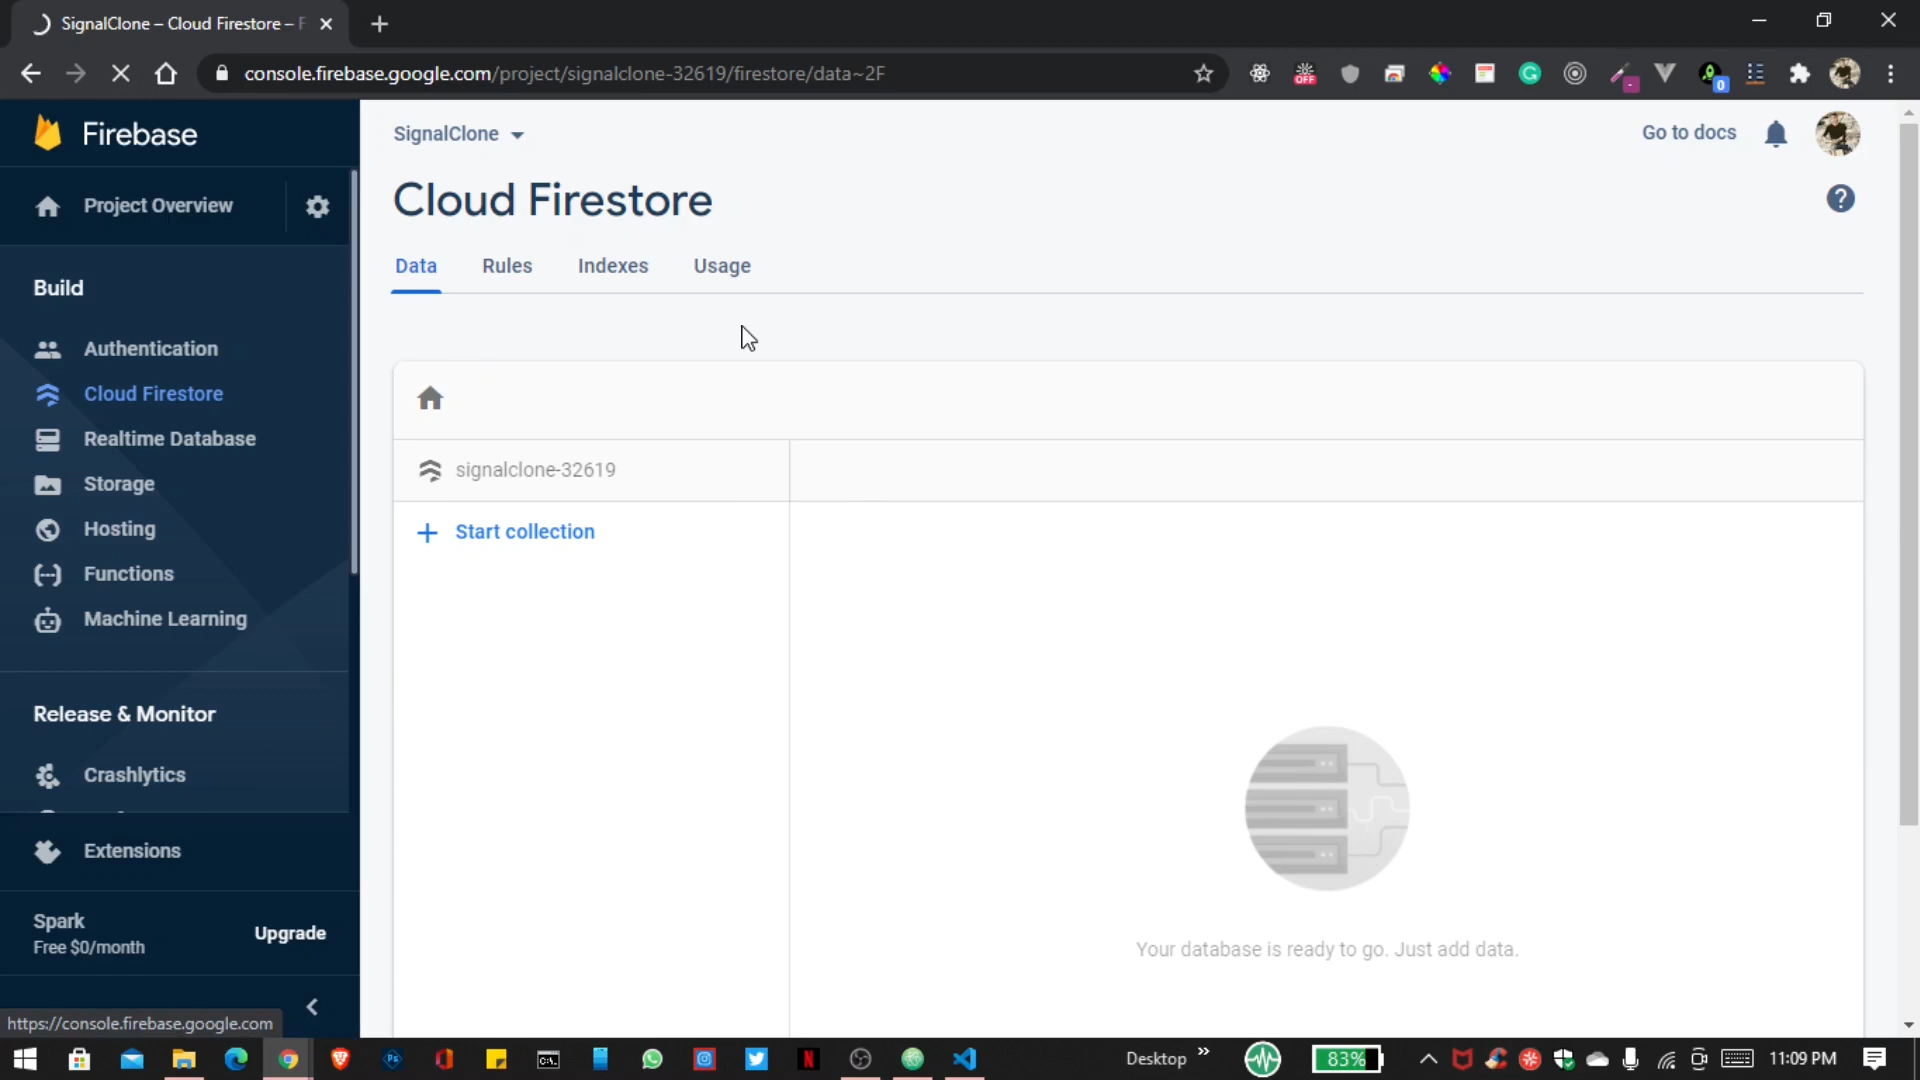 SignalClone – Cloud Firestore – F
console.firebase.google.com/project/signalclone-32619/firestore/data~2F
OFF
0
Firebase
SignalClone
Go to docs
Project Overview
Cloud Firestore
Data Rules Indexes Usage
Build
Authentication
Cloud Firestore
Realtime Database
Storage
Hosting
Functions
Machine Learning
signalclone-32619
Start collection
Release & Monitor
Crashlytics
Extensions
Your database is ready to go. Just add data.
Spark
Free $0/month
Upgrade
https://console.firebase.google.com
Desktop
83%
11:09 PM